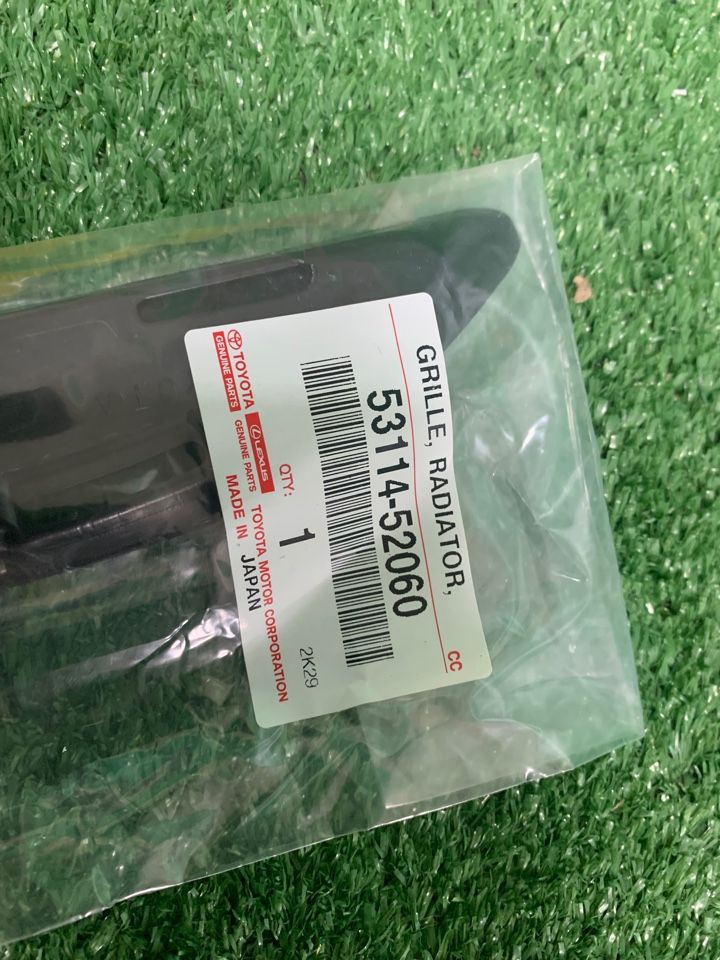 GRILLE, RADIATOR,
CC
53114-52060
QTY:
1
2K29
TOYOTA
GENUINE PARTS
LEXUS
GENUINE PARTS
TOYOTA MOTOR CORPORATION
MADE IN JAPAN